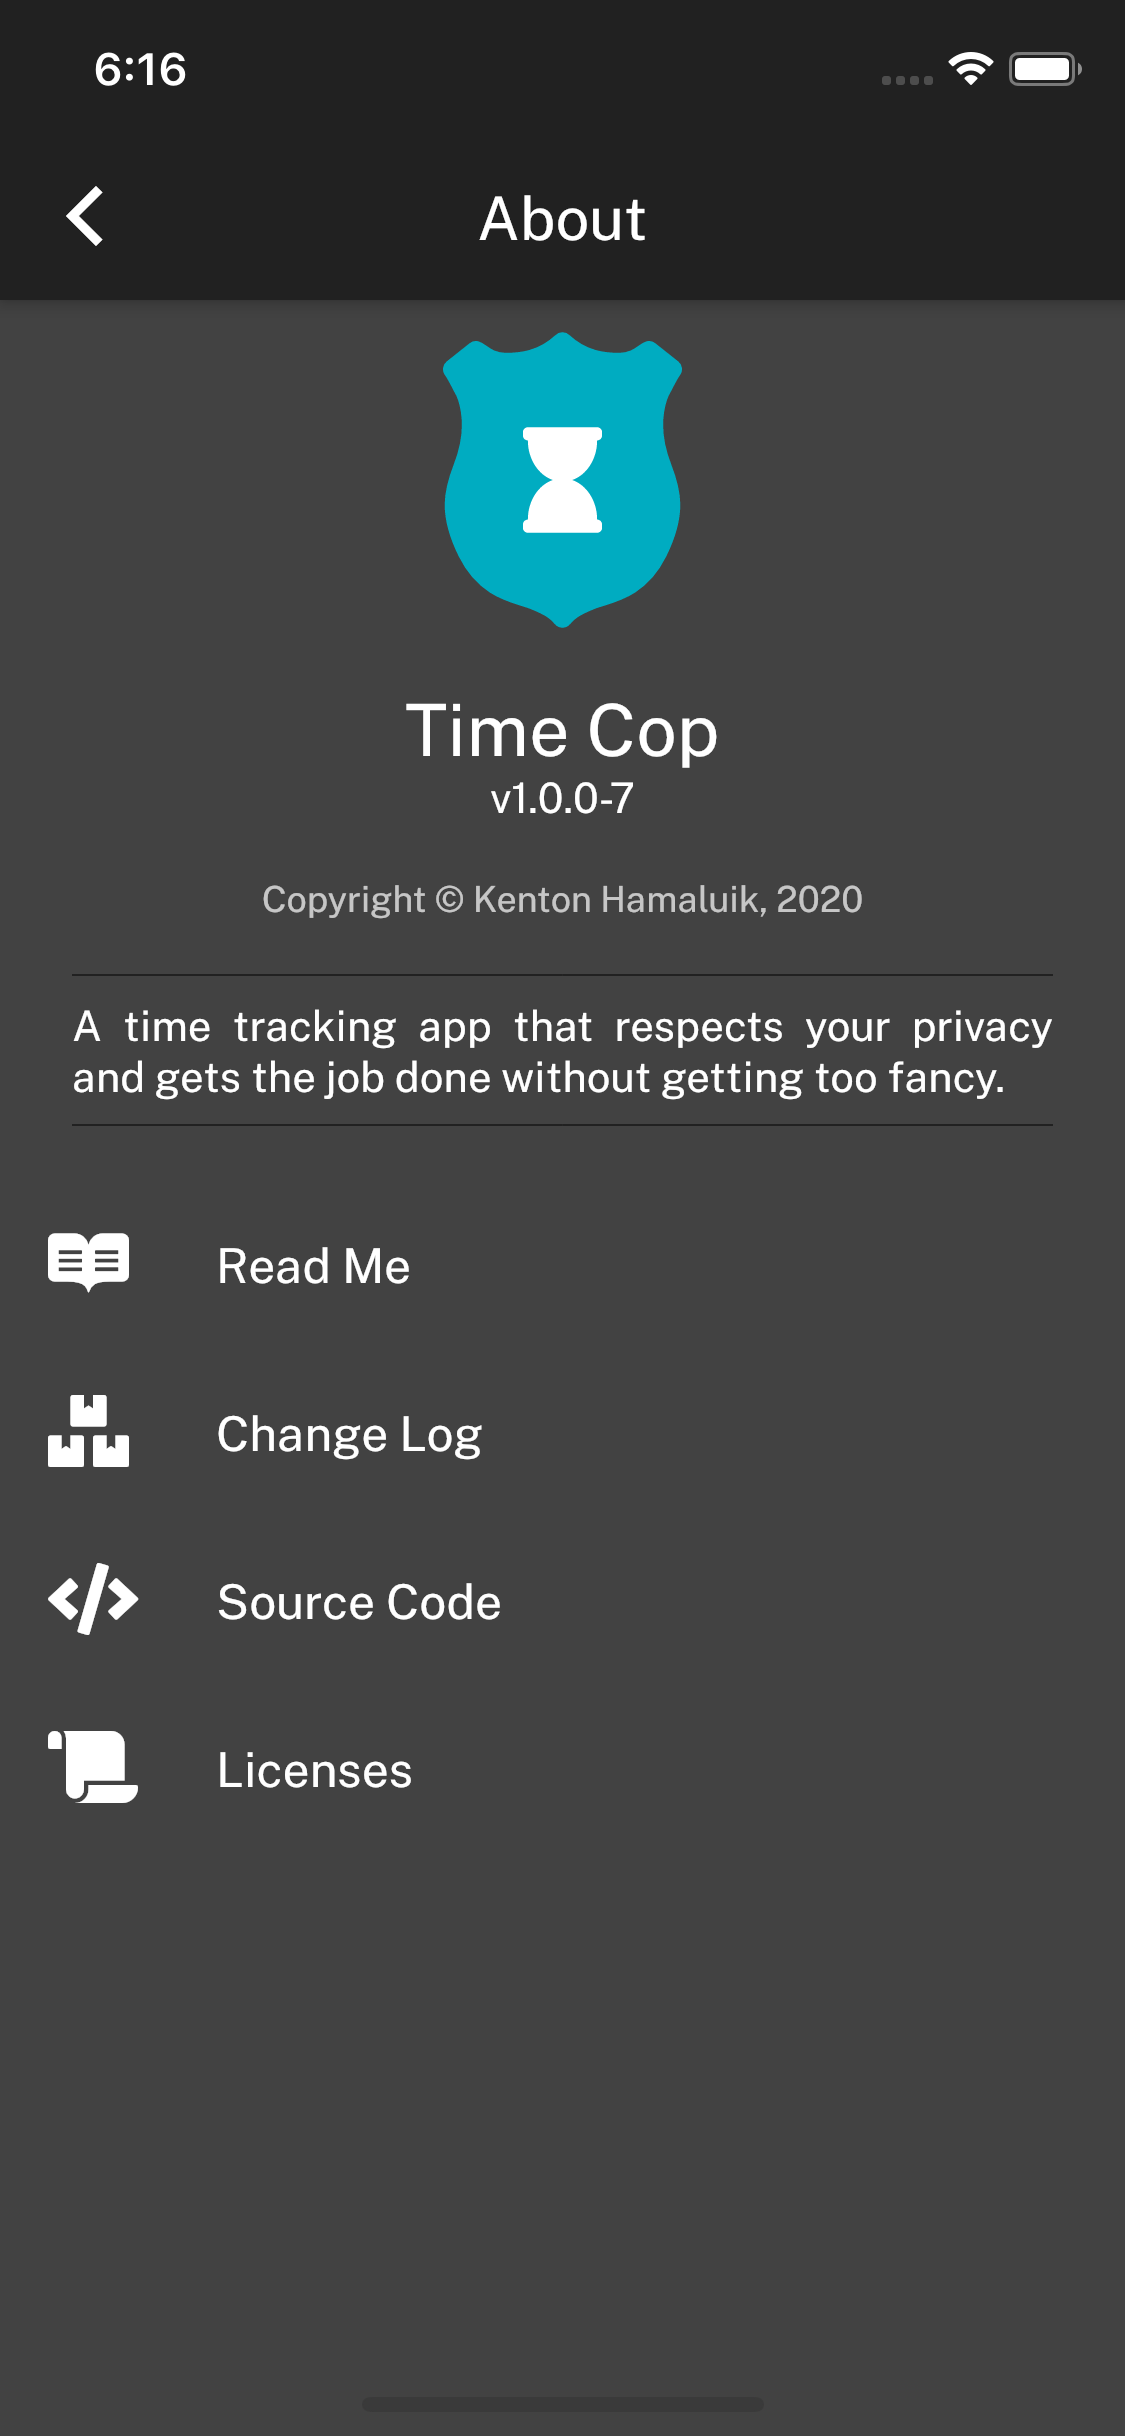 6:16
About
Time Cop
v1.0.0-7
Copyright © Kenton Hamaluik, 2020
A time tracking app that respects your privacy
and gets the job done without getting too fancy.
Read Me
Change Log
Source Code
Licenses